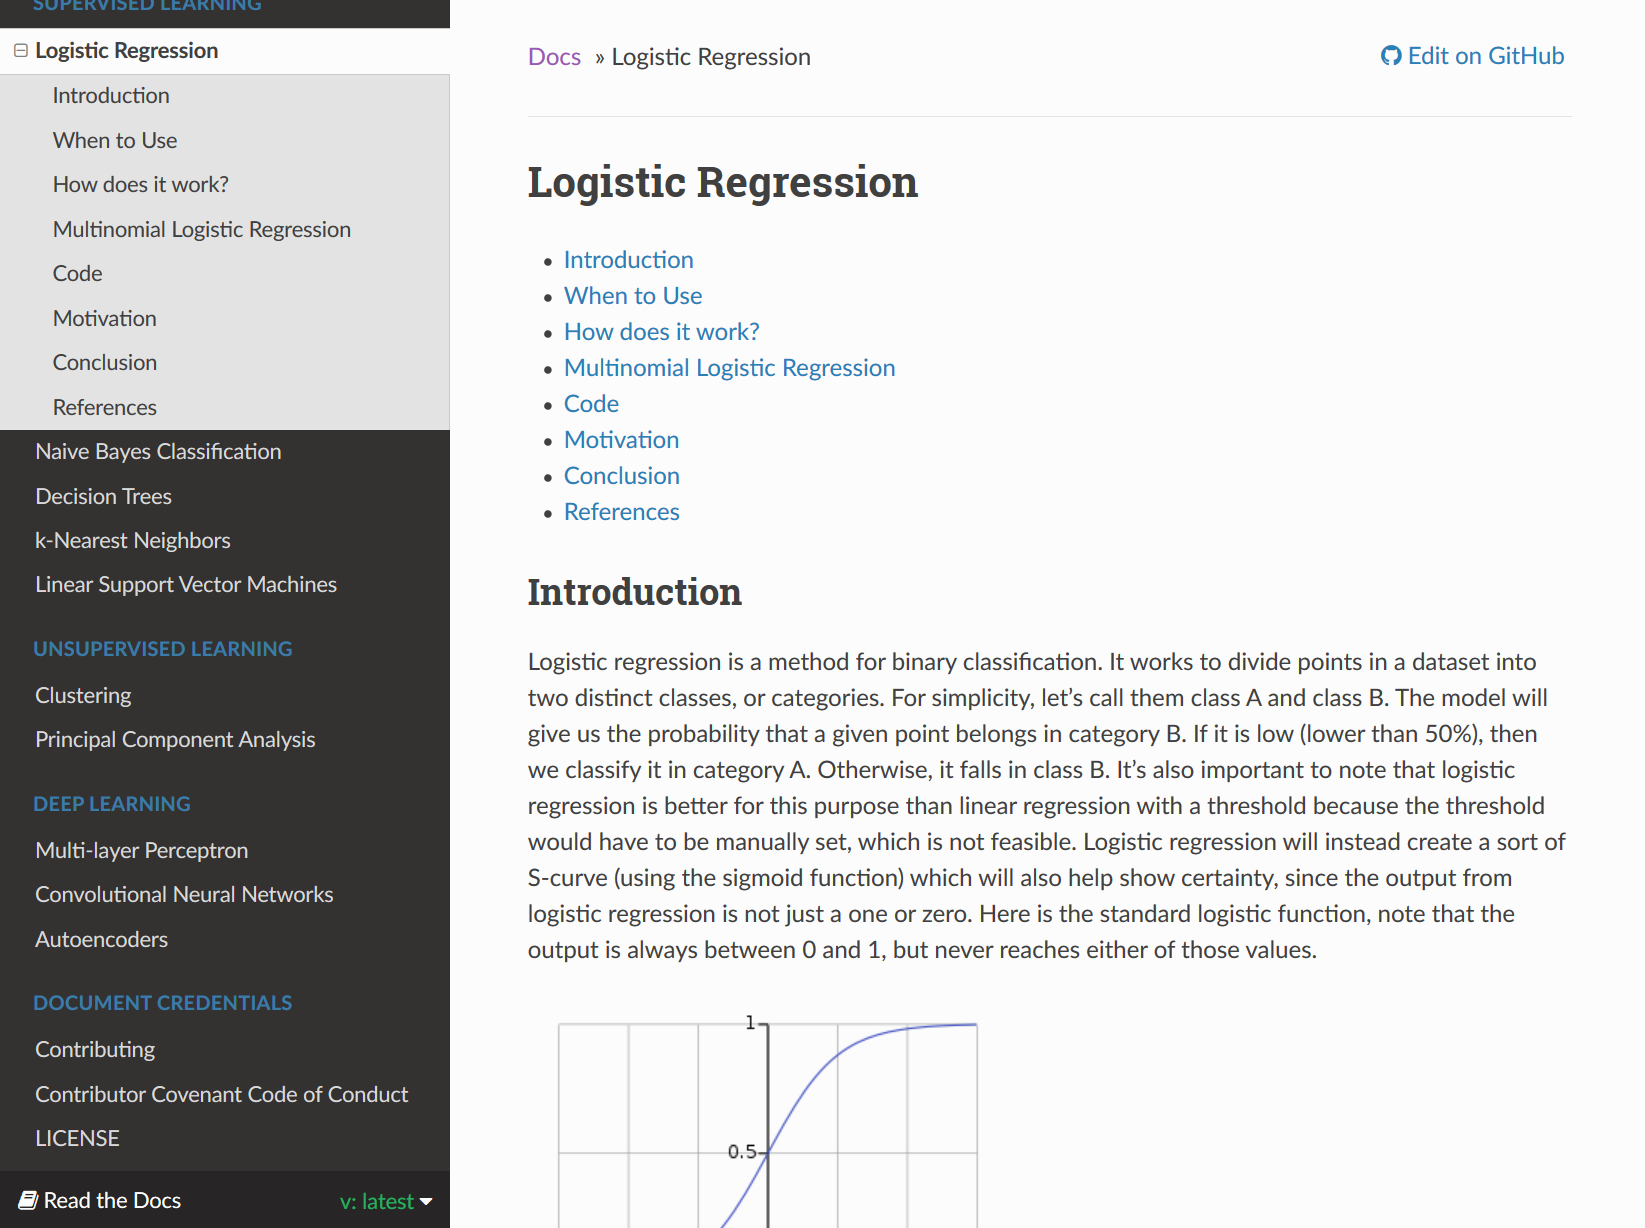 SUPERVISED LEARNING
Logistic Regression
Introduction
When to Use
How does it work?
Multinomial Logistic Regression
Code
Motivation
Conclusion
References
Naive Bayes Classification
Decision Trees
k-Nearest Neighbors
Linear Support Vector Machines
UNSUPERVISED LEARNING
Clustering
Principal Component Analysis
DEEP LEARNING
Multi-layer Perceptron
Convolutional Neural Networks
Autoencoders
DOCUMENT CREDENTIALS
Contributing
Contributor Covenant Code of Conduct
LICENSE
Read the Docs v: latest
Docs » Logistic Regression Edit on GitHub
Logistic Regression
• Introduction
• When to Use
• How does it work?
• Multinomial Logistic Regression
• Code
• Motivation
• Conclusion
• References
Introduction
Logistic regression is a method for binary classification. It works to divide points in a dataset into
two distinct classes, or categories. For simplicity, let’s call them class A and class B. The model will
give us the probability that a given point belongs in category B. If it is low (lower than 50%), then
we classify it in category A. Otherwise, it falls in class B. It’s also important to note that logistic
regression is better for this purpose than linear regression with a threshold because the threshold
would have to be manually set, which is not feasible. Logistic regression will instead create a sort of
S-curve (using the sigmoid function) which will also help show certainty, since the output from
logistic regression is not just a one or zero. Here is the standard logistic function, note that the
output is always between 0 and 1, but never reaches either of those values.
1
0.5